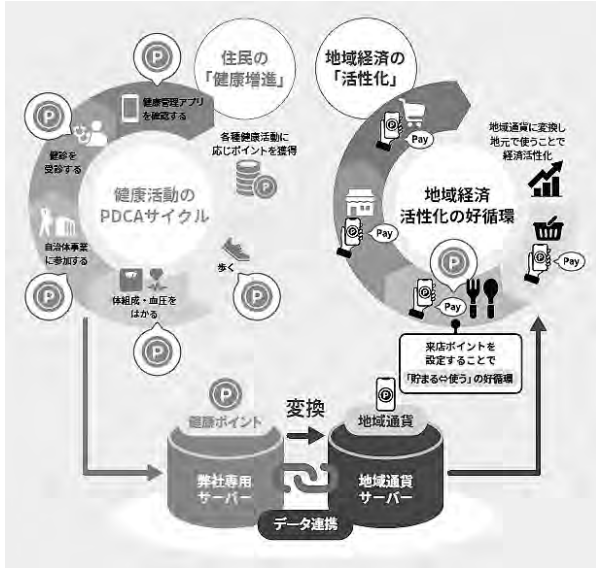 住民の
「健康増進」
地域経済の
「活性化」
P
健康管理アプリ
を確認する
P
健診を
受診する
各種健康活動に
応じポイントを獲得
P
健康活動の
PDCAサイクル
自治体事業
に参加する
P
体組成・血圧を
はかる
P
歩く
P
P
Pay
地域通貨に変換し
地元で使うことで
経済活性化
P
Pay
地域経済
活性化の好循環
P
Pay
P
P
Pay
来店ポイントを
設定することで
「貯まる⇔使う」の好循環
P
健康ポイント
変換
P
地域通貨
弊社専用
サーバー
地域通貨
サーバー
データ連携